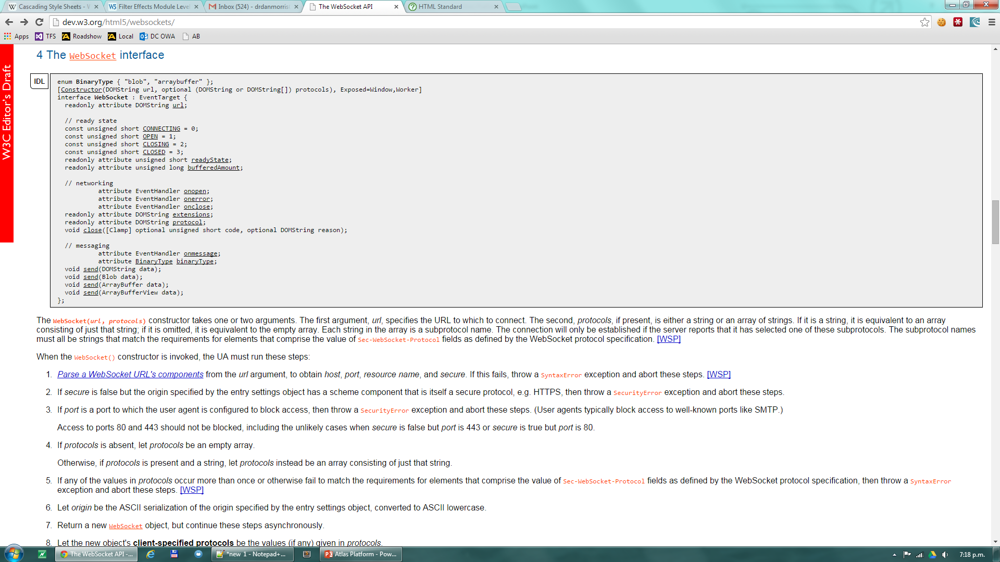 Cascading Style Sheets - W
Filter Effects Module Leve
Inbox (524) - drdanmorris
The WebSocket API
HTML Standard
dev.w3.org/html5/websockets/
Apps TFS Roadshow Local DC OWA AB
W3C Editor's Draft
4 The WebSocket interface
IDL
enum BinaryType { "blob", "arraybuffer" };
[Constructor(DOMString url, optional (DOMString or DOMString[]) protocols), Exposed=Window,Worker]
interface WebSocket : EventTarget {
  readonly attribute DOMString url;

  // ready state
  const unsigned short CONNECTING = 0;
  const unsigned short OPEN = 1;
  const unsigned short CLOSING = 2;
  const unsigned short CLOSED = 3;
  readonly attribute unsigned short readyState;
  readonly attribute unsigned long bufferedAmount;

  // networking
           attribute EventHandler onopen;
           attribute EventHandler onerror;
           attribute EventHandler onclose;
  readonly attribute DOMString extensions;
  readonly attribute DOMString protocol;
  void close([Clamp] optional unsigned short code, optional DOMString reason);

  // messaging
           attribute EventHandler onmessage;
           attribute BinaryType binaryType;
  void send(DOMString data);
  void send(Blob data);
  void send(ArrayBuffer data);
  void send(ArrayBufferView data);
};
The WebSocket(url, protocols) constructor takes one or two arguments. The first argument, url, specifies the URL to which to connect. The second, protocols, if present, is either a string or an array of strings. If it is a string, it is equivalent to an array
consisting of just that string; if it is omitted, it is equivalent to the empty array. Each string in the array is a subprotocol name. The connection will only be established if the server reports that it has selected one of these subprotocols. The subprotocol names
must all be strings that match the requirements for elements that comprise the value of Sec-WebSocket-Protocol fields as defined by the WebSocket protocol specification. [WSP]
When the WebSocket() constructor is invoked, the UA must run these steps:
1. Parse a WebSocket URL's components from the url argument, to obtain host, port, resource name, and secure. If this fails, throw a SyntaxError exception and abort these steps. [WSP]
2. If secure is false but the origin specified by the entry settings object has a scheme component that is itself a secure protocol, e.g. HTTPS, then throw a SecurityError exception and abort these steps.
3. If port is a port to which the user agent is configured to block access, then throw a SecurityError exception and abort these steps. (User agents typically block access to well-known ports like SMTP.)
Access to ports 80 and 443 should not be blocked, including the unlikely cases when secure is false but port is 443 or secure is true but port is 80.
4. If protocols is absent, let protocols be an empty array.
Otherwise, if protocols is present and a string, let protocols instead be an array consisting of just that string.
5. If any of the values in protocols occur more than once or otherwise fail to match the requirements for elements that comprise the value of Sec-WebSocket-Protocol fields as defined by the WebSocket protocol specification, then throw a SyntaxError
exception and abort these steps. [WSP]
6. Let origin be the ASCII serialization of the origin specified by the entry settings object, converted to ASCII lowercase.
7. Return a new WebSocket object, but continue these steps asynchronously.
8. Let the new object's client-specified protocols be the values (if any) given in protocols.
The WebSocket API -...
*new 1 - Notepad+...
Atlas Platform - Pow...
7:18 p.m.